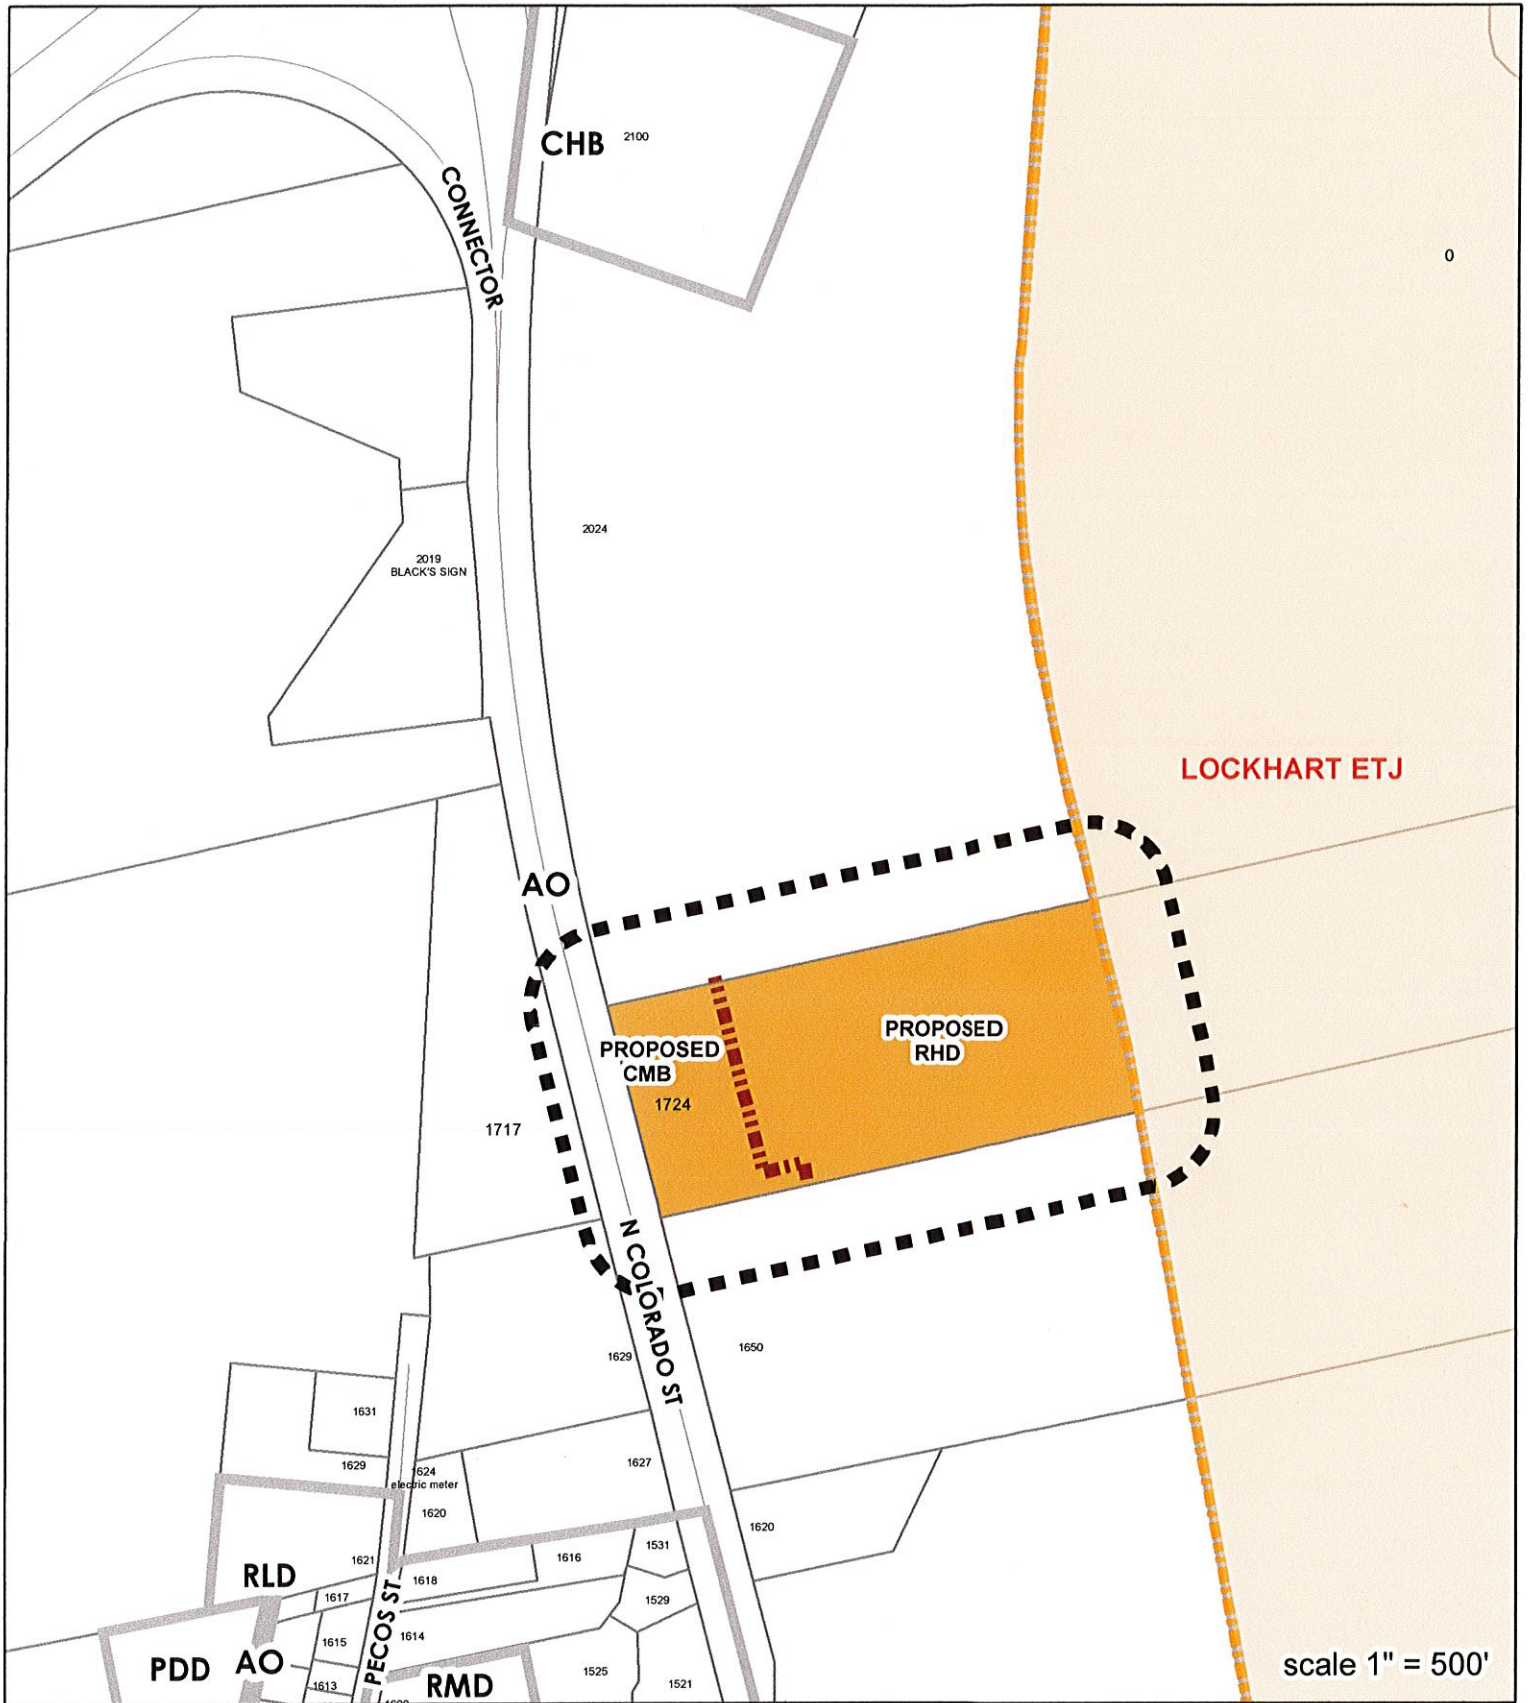 CHB
2100
CONNECTOR
0
2024
2019
BLACK'S SIGN
LOCKHART ETJ
AO
PROPOSED
RHD
PROPOSED
CMB
1724
1717
N COLORADO ST
1629
1650
1631
1629
1624
electric meter
1627
1620
1620
1531
1616
1621
RLD
1618
1617
1529
PECOS ST
1615
1614
PDD
AO
1525
1613
RMD
1521
scale 1" = 500'